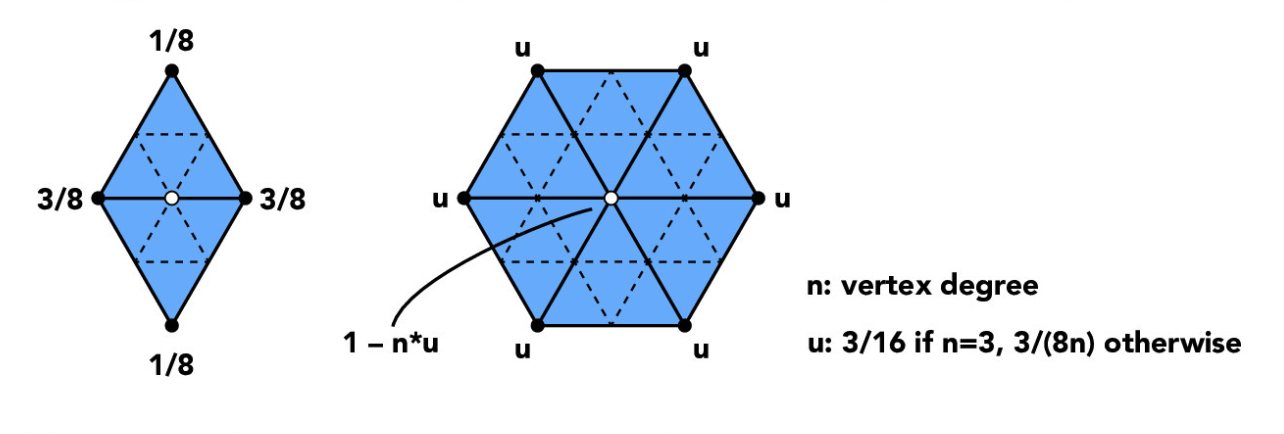 1/8
3/8
3/8
1/8
u
u
u
u
u
u
1 – n*u
n: vertex degree
u: 3/16 if n=3, 3/(8n) otherwise